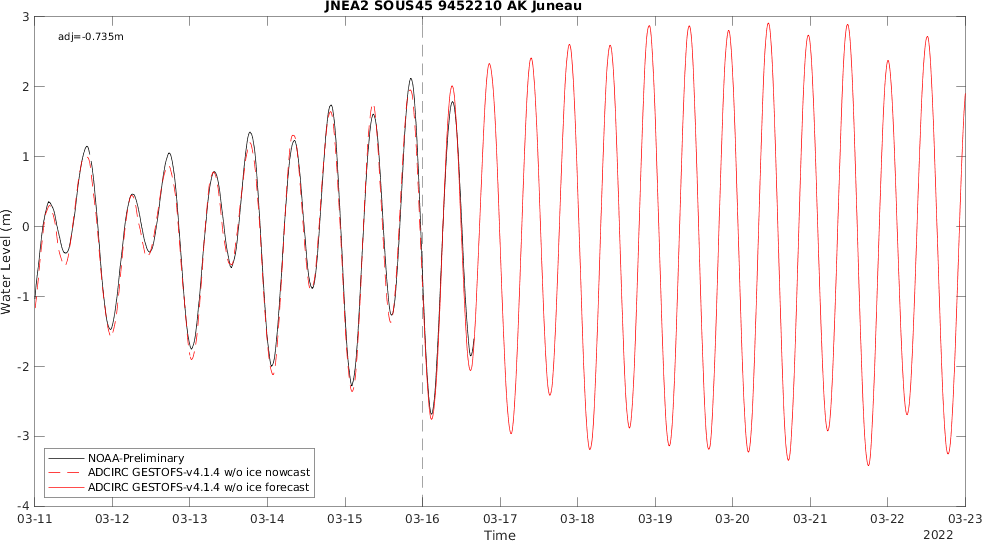 JNEA2 SOUS45 9452210 AK Juneau
adj=-0.735m
3
2
1
0
-1
-2
-3
-4
Water Level (m)
NOAA-Preliminary
ADCIRC GESTOFS-v4.1.4 w/o ice nowcast
ADCIRC GESTOFS-v4.1.4 w/o ice forecast
03-11 03-12 03-13 03-14 03-15 03-16 03-17 03-18 03-19 03-20 03-21 03-22 03-23
Time
2022